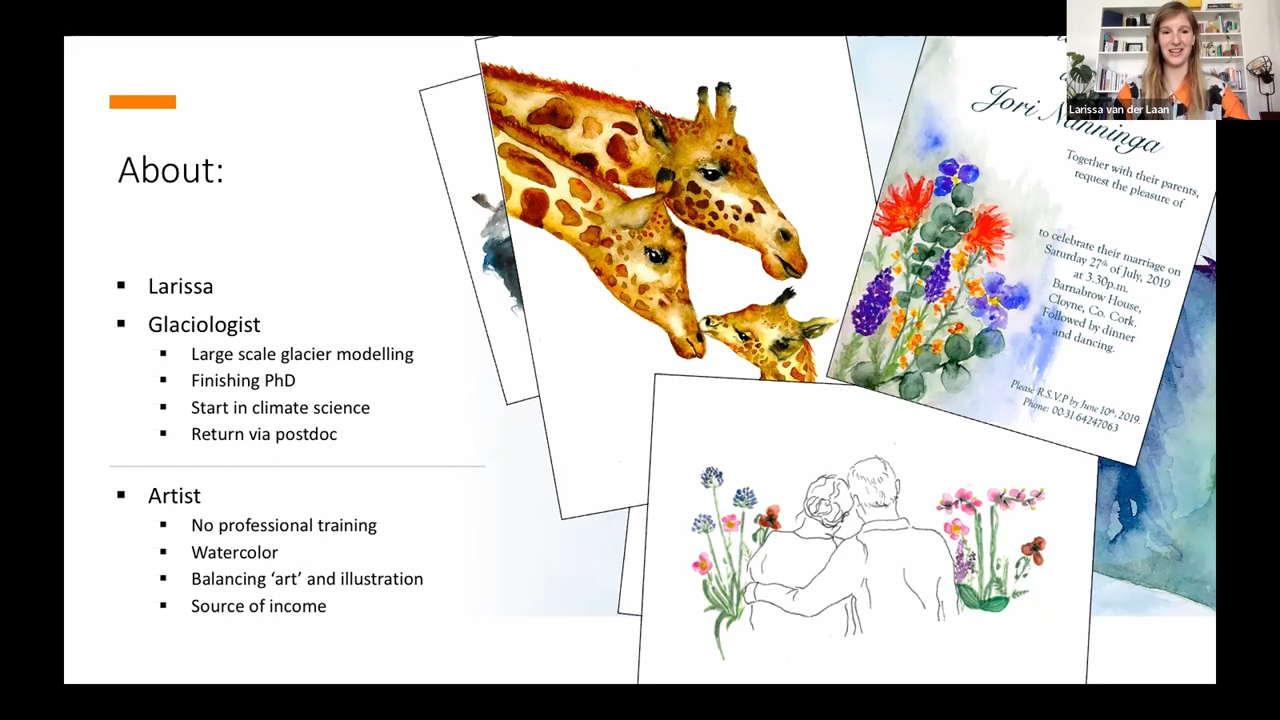 About:
Larissa
Glaciologist
Large scale glacier modelling
Finishing PhD
Start in climate science
Return via postdoc
Artist
No professional training
Watercolor
Balancing ‘art’ and illustration
Source of income
Jori Nanninga
Together with their parents,
request the pleasure of
to celebrate their marriage on
Saturday 27th of July, 2019
at 3.30p.m.
Barnabrow House,
Cloyne, Co. Cork.
Followed by dinner
and dancing.
Please R.S.V.P by June 10th, 2019.
Phone: 0031-64247063
Larissa van der Laan